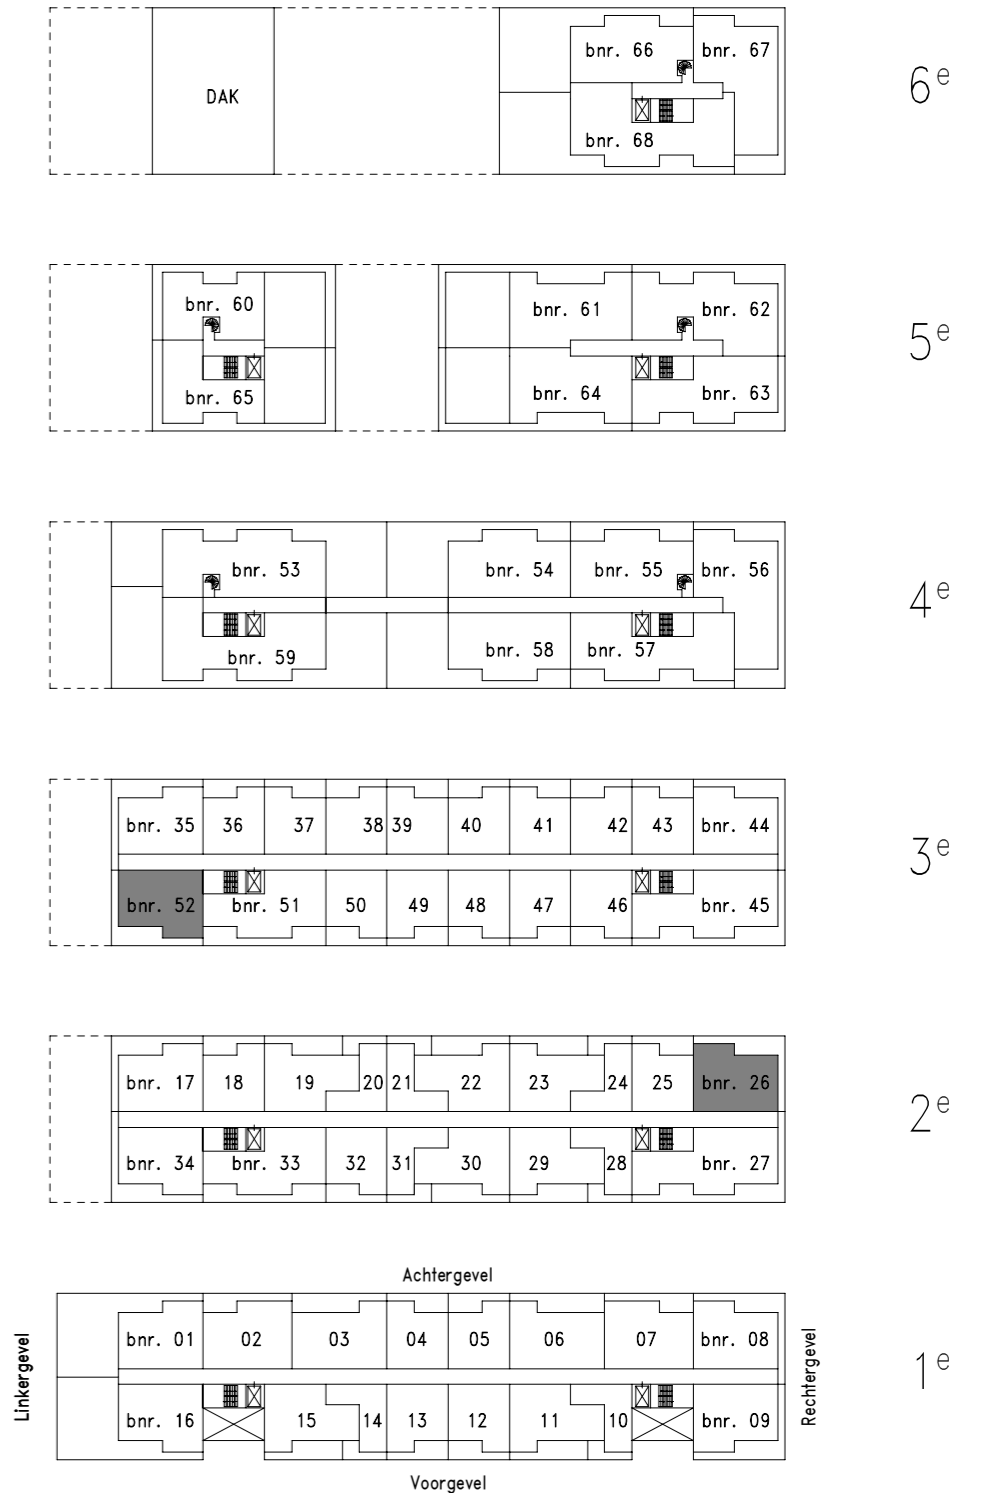 bnr. 66 bnr. 67
DAK 6e
bnr. 68
bnr. 60 bnr. 61 bnr. 62
5e
bnr. 65 bnr. 64 bnr. 63
bnr. 53 bnr. 54 bnr. 55 bnr. 56
4e
bnr. 59 bnr. 58 bnr. 57
bnr. 35 36 37 38 39 40 41 42 43 bnr. 44
3e
bnr. 52 bnr. 51 50 49 48 47 46 bnr. 45
bnr. 17 18 19 20 21 22 23 24 25 bnr. 26
2e
bnr. 34 bnr. 33 32 31 30 29 28 bnr. 27
Achtergevel
bnr. 01 02 03 04 05 06 07 bnr. 08
Linkergevel
Rechtergevel
1e
bnr. 16 15 14 13 12 11 10 bnr. 09
Voorgevel